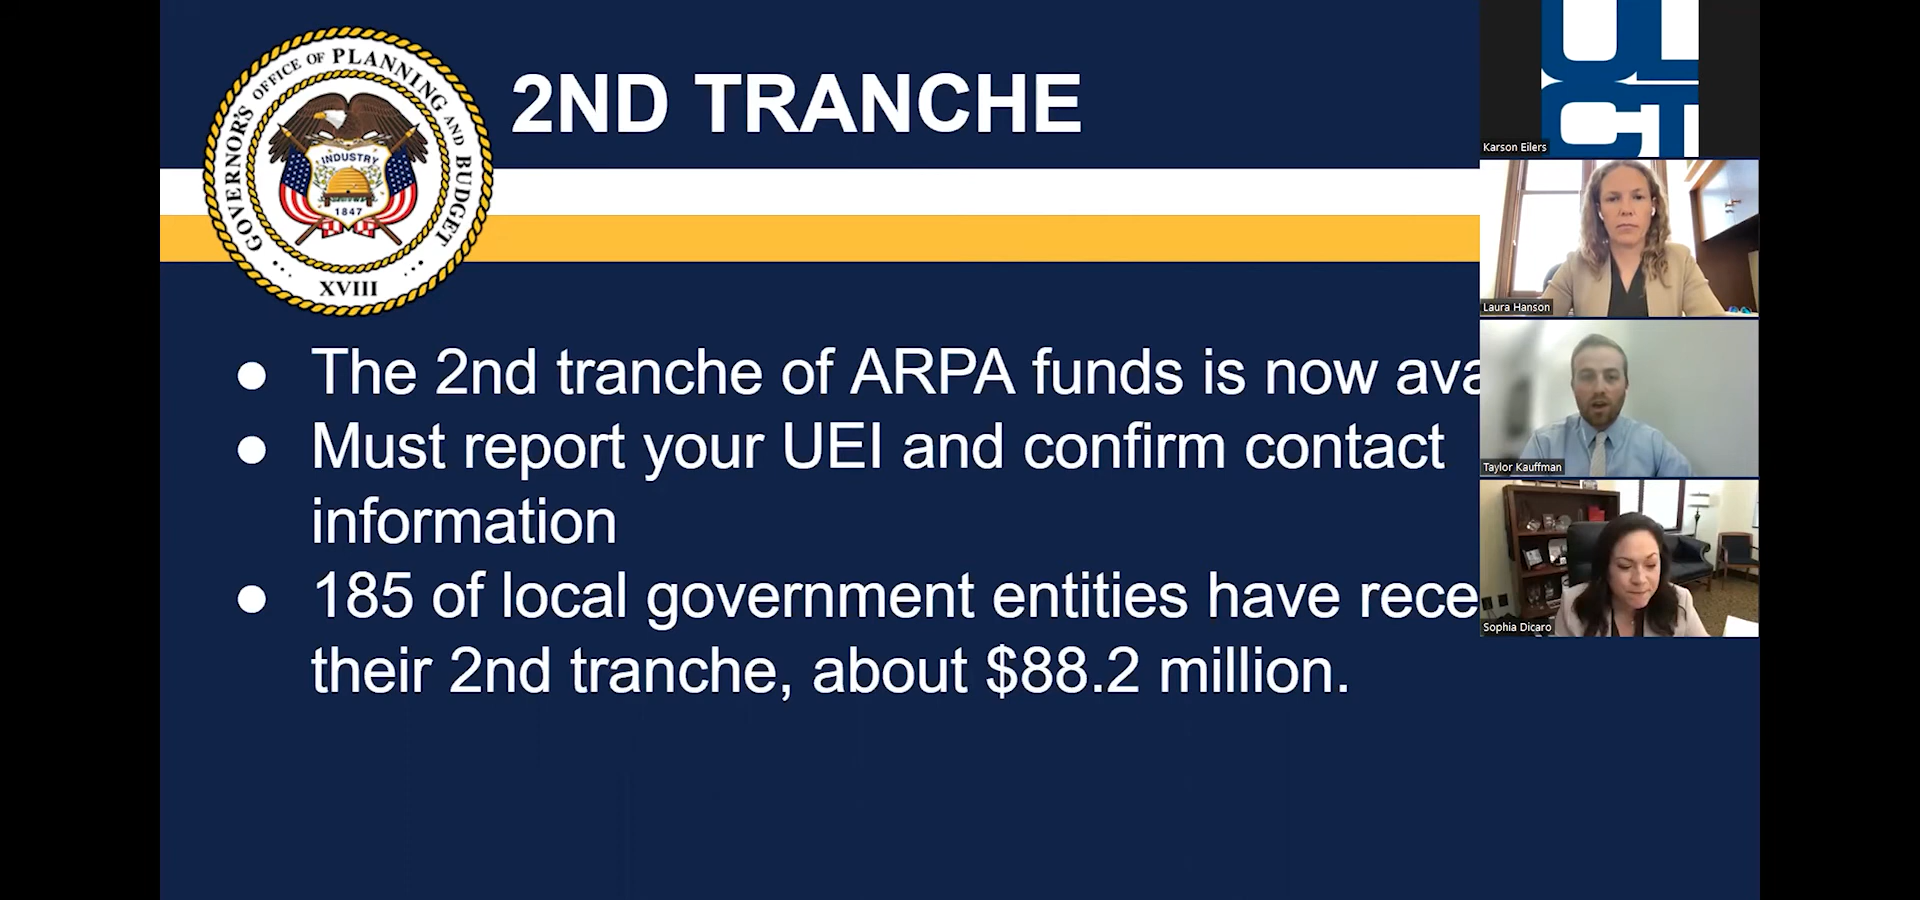 GOVERNOR'S OFFICE OF PLANNING AND BUDGET
INDUSTRY
1847
XVIII
2ND TRANCHE
The 2nd tranche of ARPA funds is now
Must report your UEI and confirm contact
information
185 of local government entities have
their 2nd tranche, about $88.2 million.
Karson Eilers
Laura Hanson
Taylor Kauffman
Sophia Dicaro